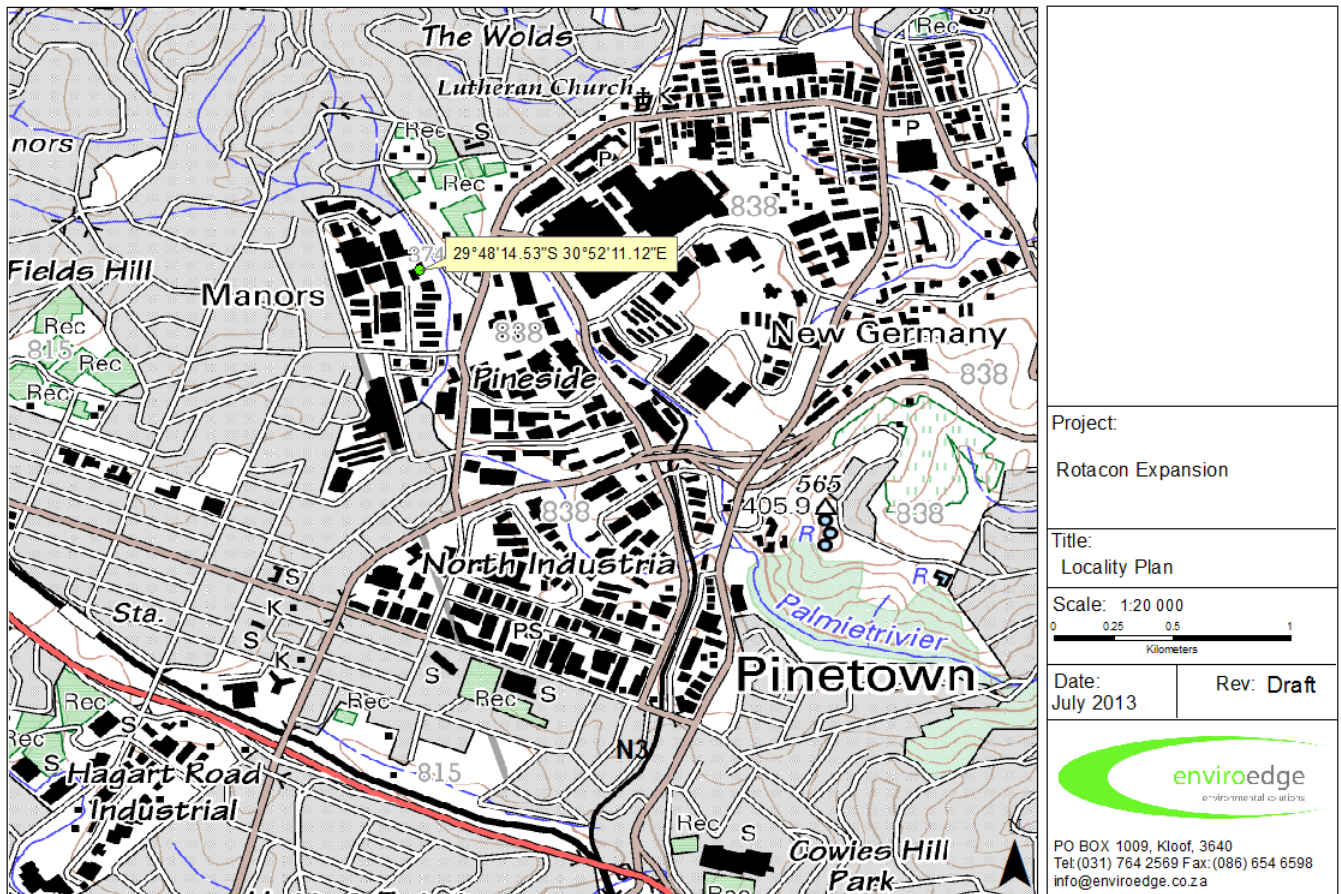 The Wolds
Rec
S
Lutheran Church
K
nors
Rec
S
P
P
Rec
838
374
29°48'14.53"S 30°52'11.12"E
Fields Hill
Manors
Rec
815
Rec
Rec
838
New Germany
Pineside
838
565
405.9
838
R
838
North Industria
S
R
K
Sta.
Palmietrivier
S
PS
K
S
Pinetown
Rec
Rec
S
Rec
S
Rec
N3
S
Hagart Road
Industrial
815
Rec
S
Cowies Hill
Park
Rec
N
Project:
Rotacon Expansion
Title:
Locality Plan
Scale: 1:20 000
0 0.25 0.5 1
Kilometers
Date:
July 2013
Rev: Draft
enviroedge
environmental solutions
PO BOX 1009, Kloof, 3640
Tel:(031) 764 2569 Fax:(086) 654 6598
info@enviroedge.co.za